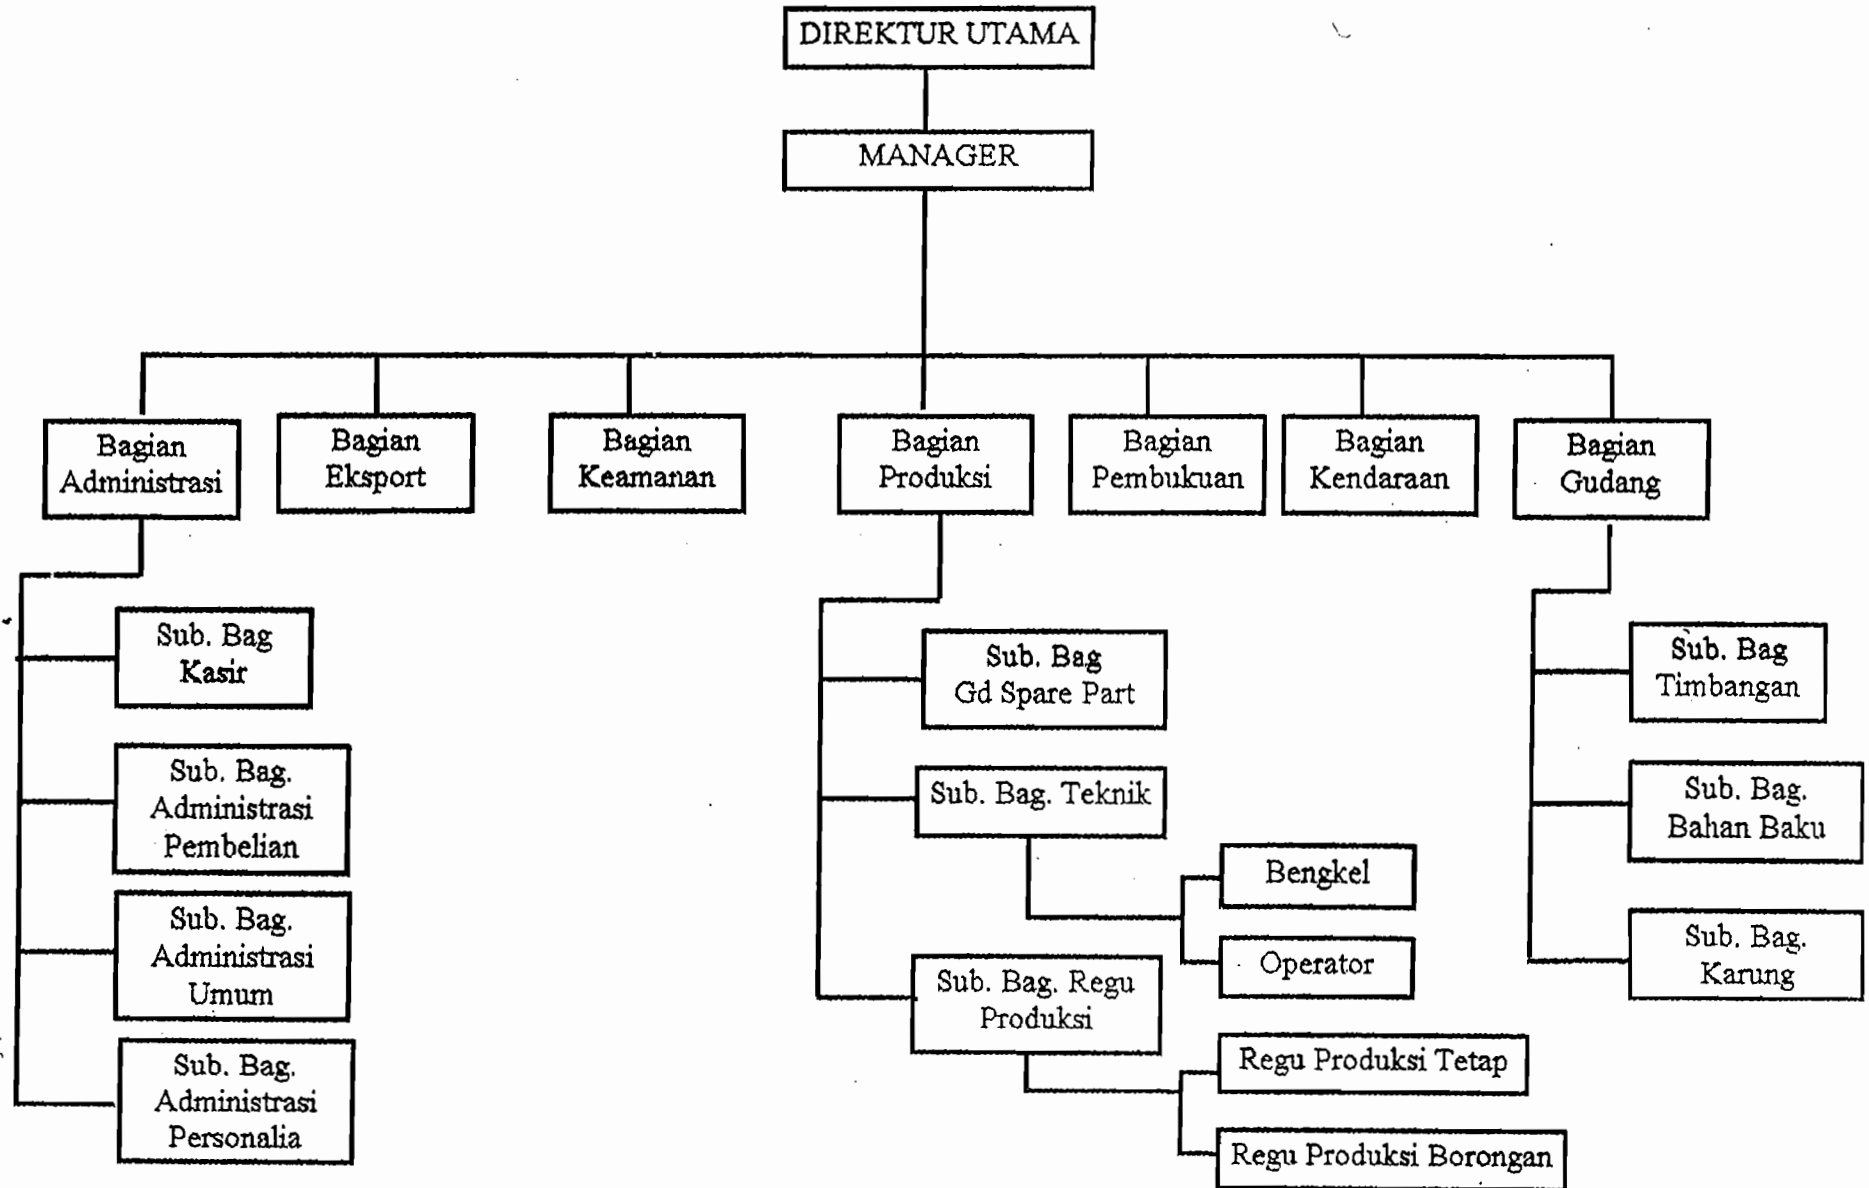 DIREKTUR UTAMA
MANAGER
Bagian
Administrasi
Bagian
Eksport
Bagian
Keamanan
Bagian
Produksi
Bagian
Pembukuan
Bagian
Kendaraan
Bagian
Gudang
Sub. Bag
Kasir
Sub. Bag.
Administrasi
Pembelian
Sub. Bag.
Administrasi
Umum
Sub. Bag.
Administrasi
Personalia
Sub. Bag
Gd Spare Part
Sub. Bag. Teknik
Bengkel
Operator
Sub. Bag. Regu
Produksi
Regu Produksi Tetap
Regu Produksi Borongan
Sub. Bag
Timbangan
Sub. Bag.
Bahan Baku
Sub. Bag.
Karung